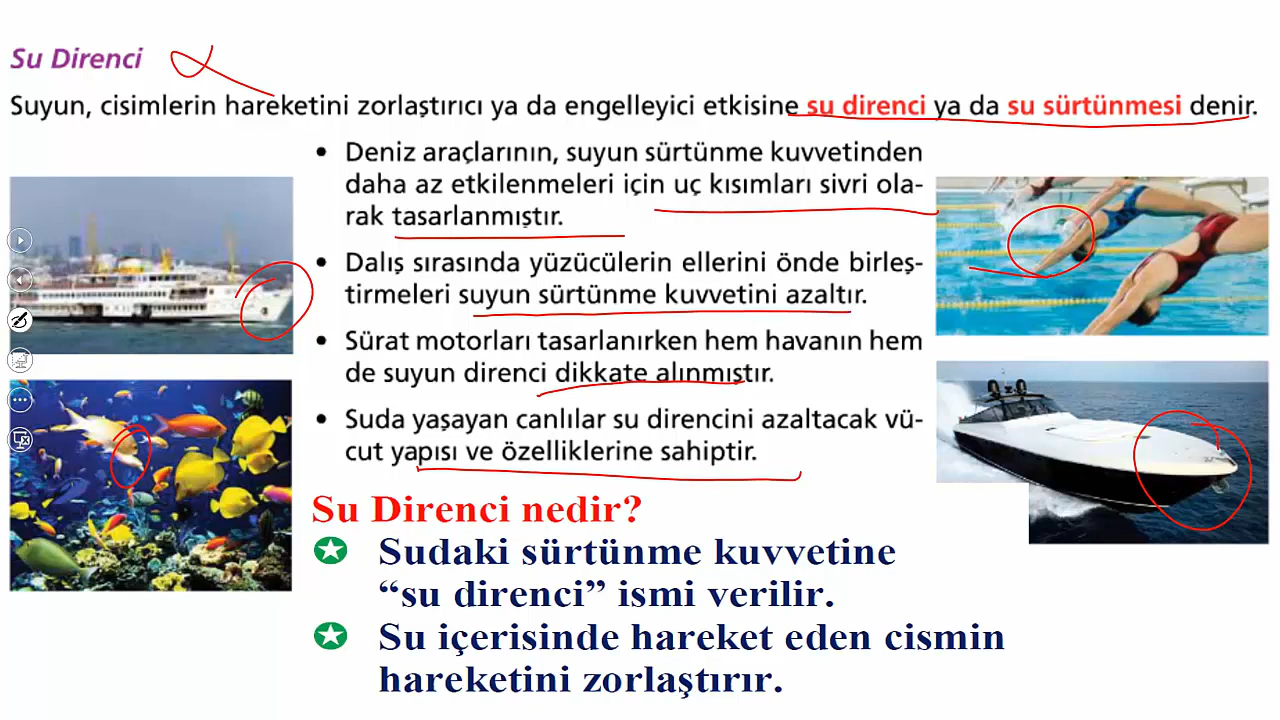 Su Direnci
Suyun, cisimlerin hareketini zorlaştırıcı ya da engelleyici etkisine su direnci ya da su sürtünmesi denir.
• Deniz araçlarının, suyun sürtünme kuvvetinden
daha az etkilenmeleri için uç kısımları sivri ola-
rak tasarlanmıştır.
• Dalış sırasında yüzücülerin ellerini önde birleş-
tirmeleri suyun sürtünme kuvvetini azaltır.
• Sürat motorları tasarlanırken hem havanın hem
de suyun direnci dikkate alınmıştır.
• Suda yaşayan canlılar su direncini azaltacak vü-
cut yapısı ve özelliklerine sahiptir.
Su Direnci nedir?
Sudaki sürtünme kuvvetine
“su direnci” ismi verilir.
Su içerisinde hareket eden cismin
hareketini zorlaştırır.